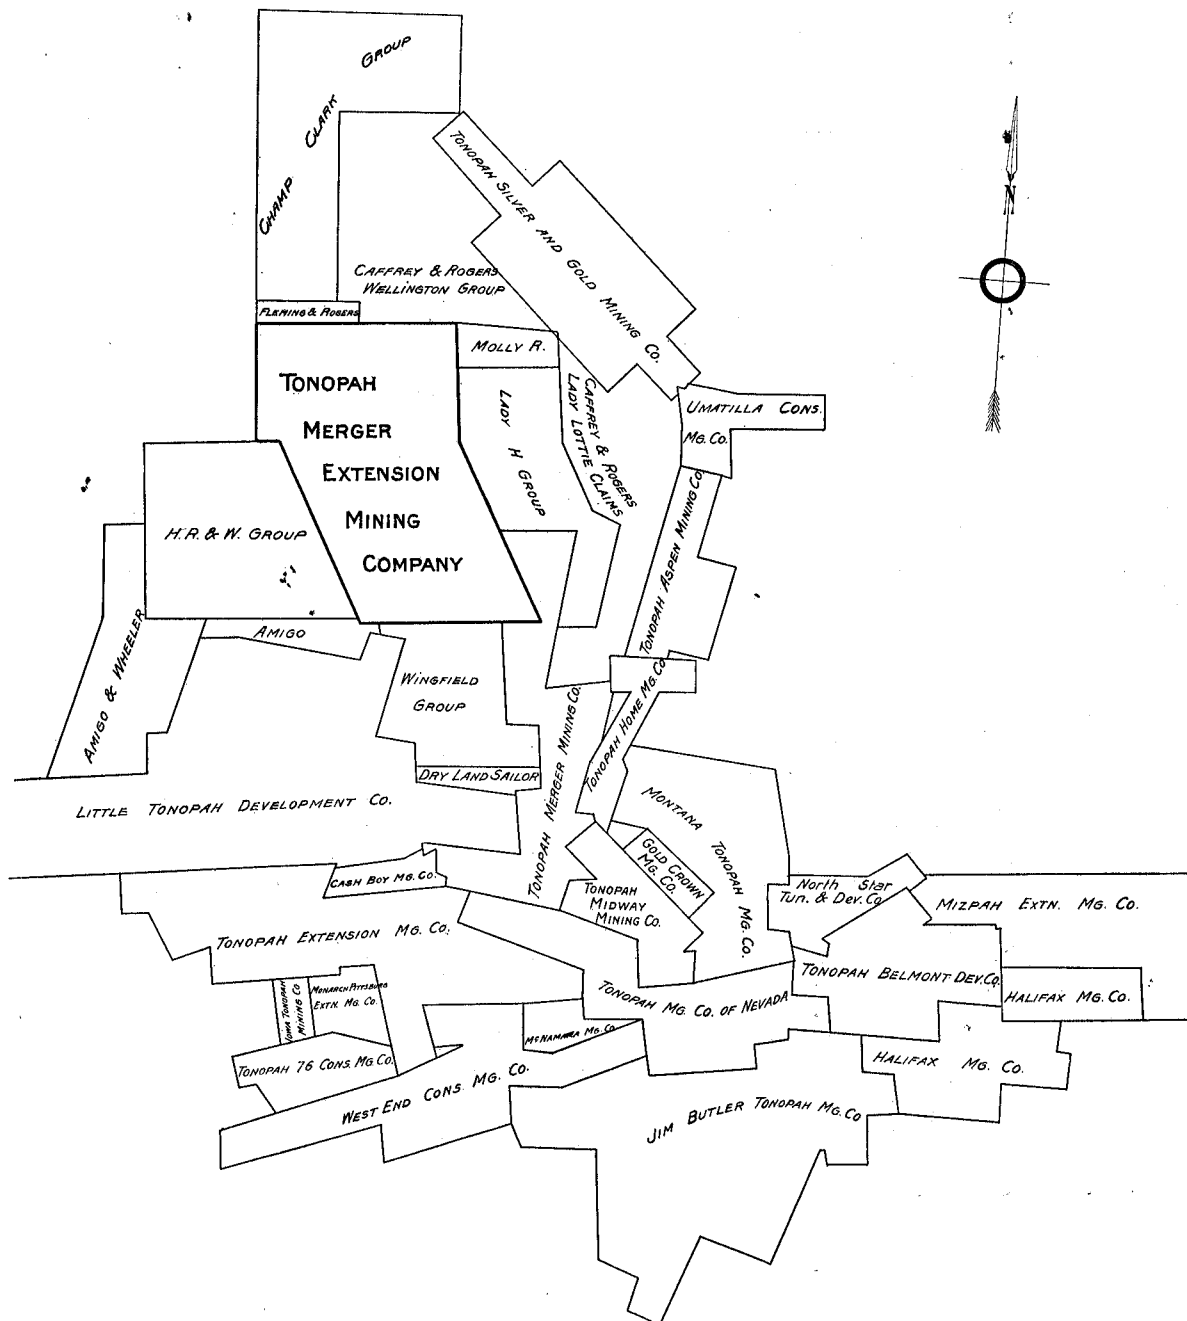 CHAMP CLARK GROUP
TONOPAH SILVER AND GOLD MINING CO.
CAFFREY & ROGERS
WELLINGTON GROUP
FLEMING & ROGERS
N
MOLLY R.
TONOPAH
MERGER
EXTENSION
MINING
COMPANY
LADY H GROUP
CAFFREY & ROGERS
LADY LOTTIE CLAIMS
UMATILLA CONS.
MG. CO.
H.R. & W. GROUP
TONOPAH ASPEN MINING CO.
AMIGO & WHEELER
AMIGO
WINGFIELD
GROUP
TONOPAH HOME MG. CO.
TONOPAH MERGER MINING CO.
DRY LAND SAILOR
LITTLE TONOPAH DEVELOPMENT CO.
MONTANA TONOPAH MG. CO.
GOLD CROWN
MG. CO.
CASH BOY MG. CO.
TONOPAH
MIDWAY
MINING CO.
NORTH STAR
TUN. & DEV. CO.
MIZPAH EXTN. MG. CO.
TONOPAH EXTENSION MG. CO.
TONOPAH BELMONT DEV. CO.
IOWA TONOPAH
MINING CO
MONARCH PITTSBURG
EXTN. MG. CO.
TONOPAH MG. CO. OF NEVADA
HALIFAX MG. CO.
MCNAMARA MG. CO.
TONOPAH 76 CONS. MG. CO.
HALIFAX MG. CO.
WEST END CONS. MG. CO.
JIM BUTLER TONOPAH MG. CO